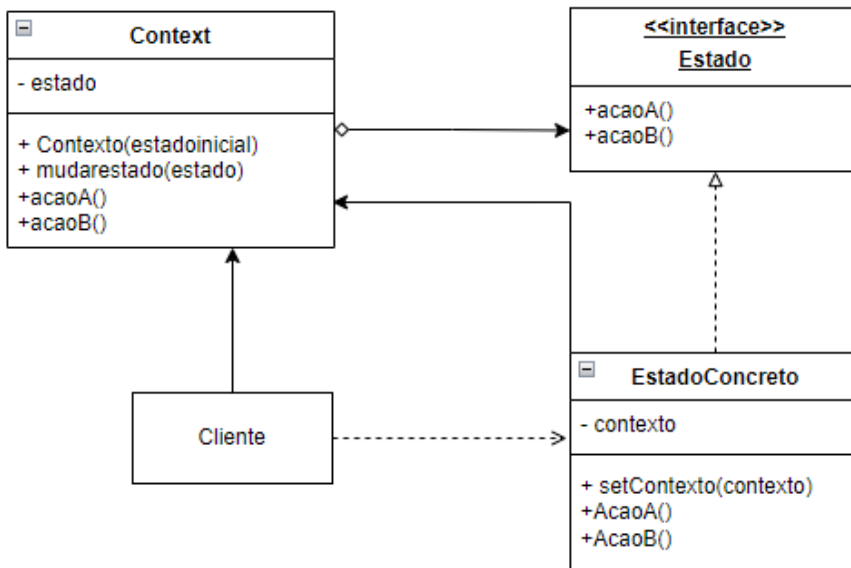 Context
- estado
+ Contexto(estadoinicial)
+ mudarestado(estado)
+acaoA()
+acaoB()
<<interface>>
Estado
+acaoA()
+acaoB()
Cliente
EstadoConcreto
- contexto
+ setContexto(contexto)
+AcaoA()
+AcaoB()